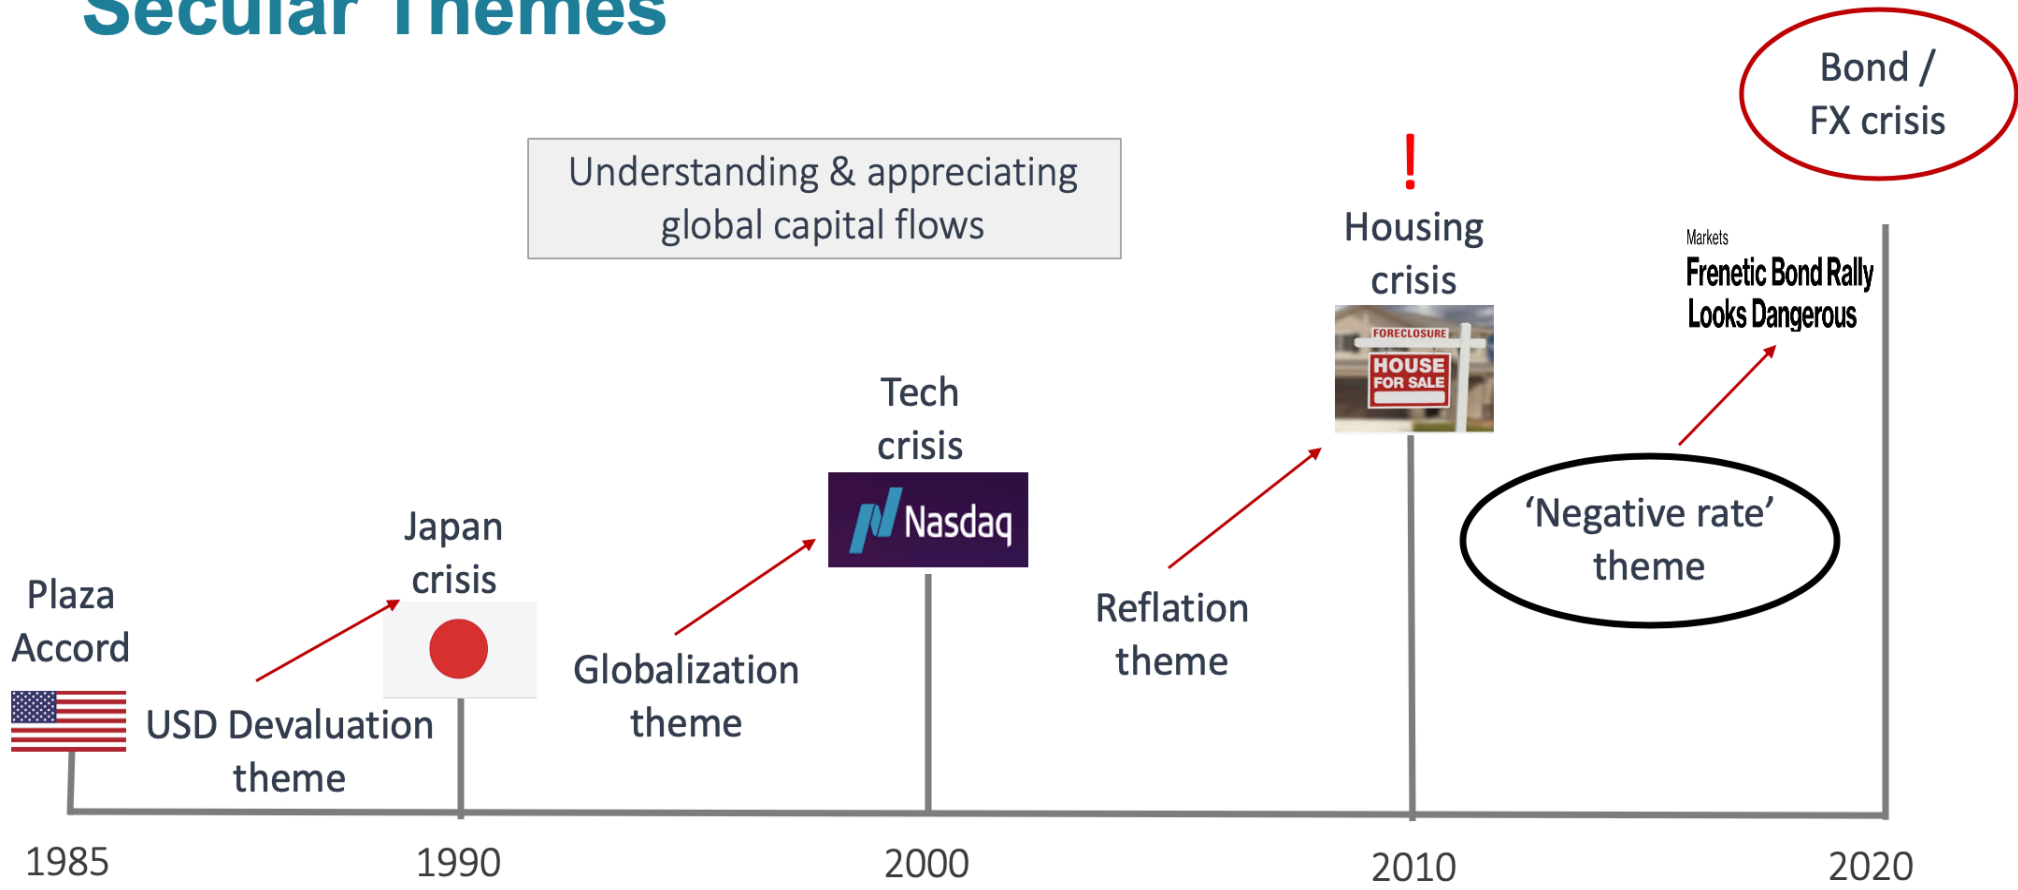 Secular Themes
Bond /
FX crisis
Understanding & appreciating
global capital flows
!
Housing
crisis
FORECLOSURE
HOUSE
FOR SALE
Markets
Frenetic Bond Rally
Looks Dangerous
Tech
crisis
Nasdaq
‘Negative rate’
theme
Japan
crisis
Plaza
Accord
Reflation
theme
Globalization
theme
USD Devaluation
theme
1985
1990
2000
2010
2020